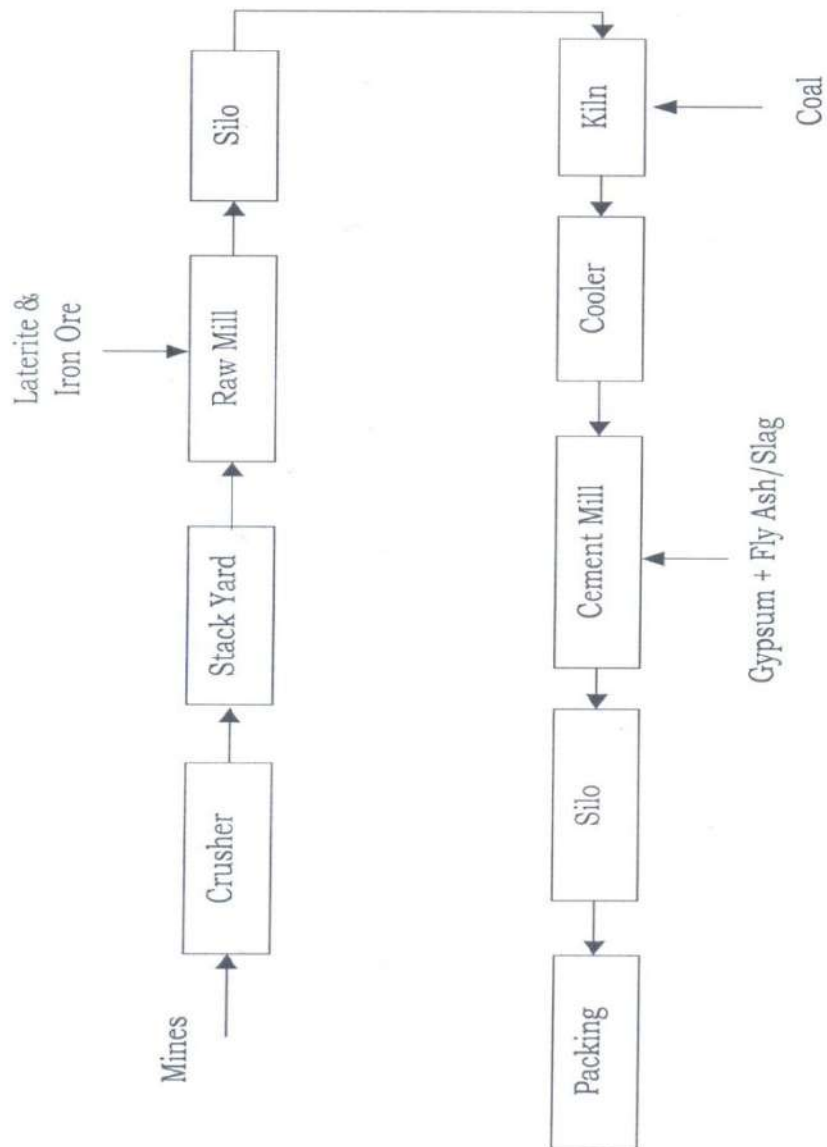 Mines
Crusher
Stack Yard
Raw Mill
Laterite &
Iron Ore
Silo
Kiln
Coal
Cooler
Cement Mill
Gypsum + Fly Ash/Slag
Silo
Packing